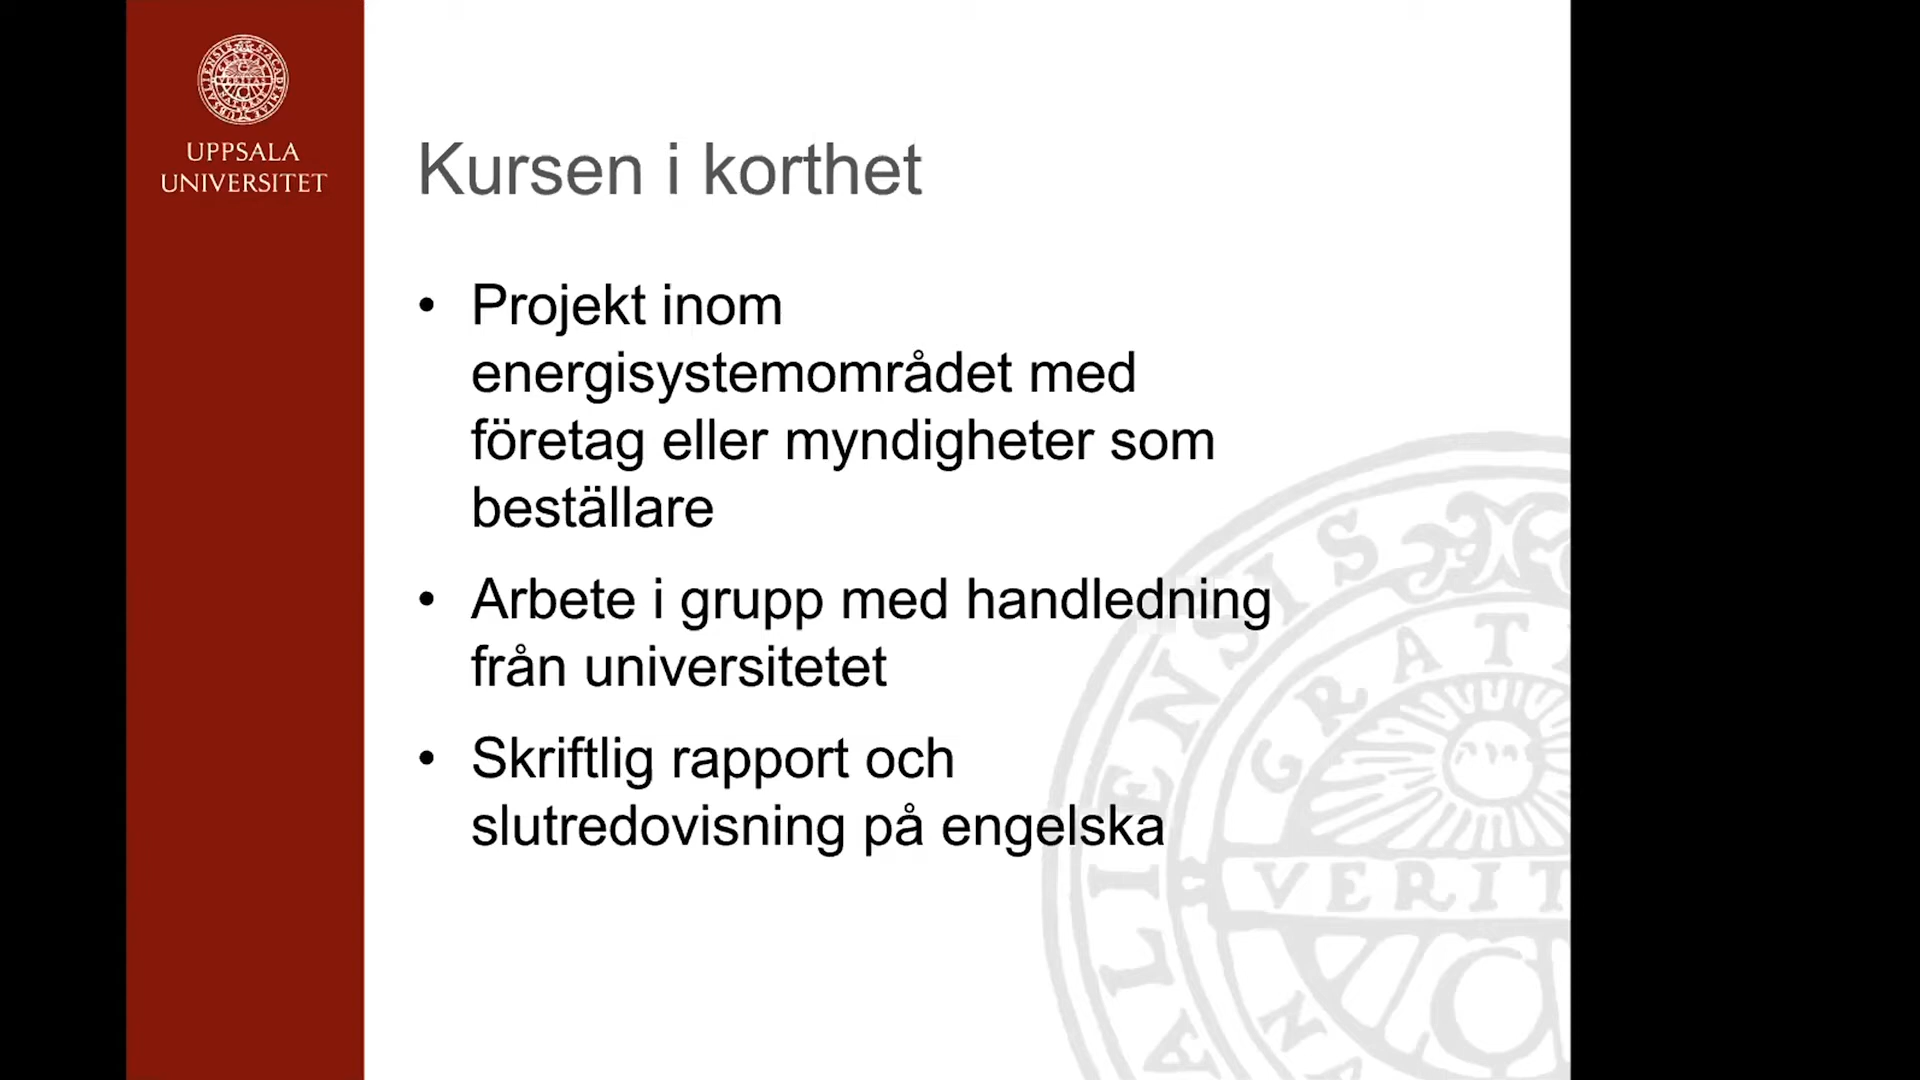 UPPSALA
UNIVERSITET
Kursen i korthet
• Projekt inom
energisystemområdet med
företag eller myndigheter som
beställare
• Arbete i grupp med handledning
från universitetet
• Skriftlig rapport och
slutredovisning på engelska